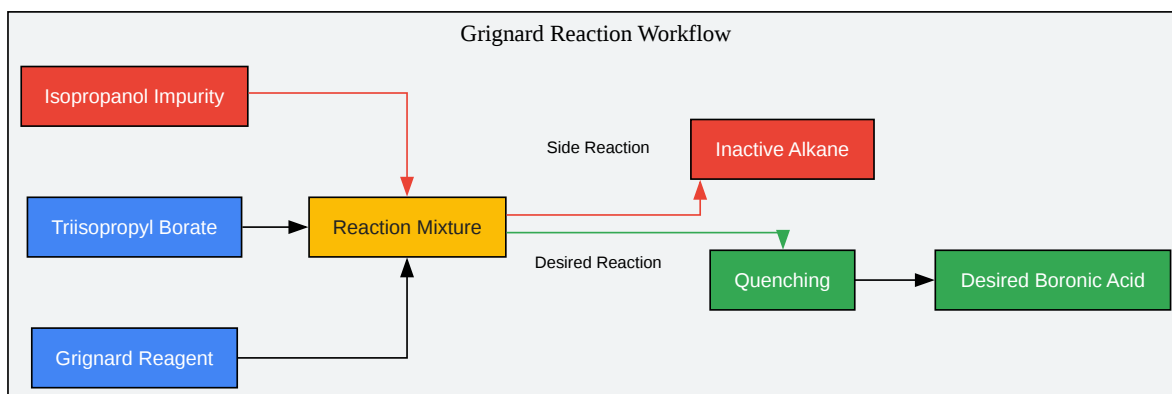 Grignard Reaction Workflow
Isopropanol Impurity
Side Reaction
Inactive Alkane
Triisopropyl Borate
Reaction Mixture
Desired Reaction
Quenching
Desired Boronic Acid
Grignard Reagent